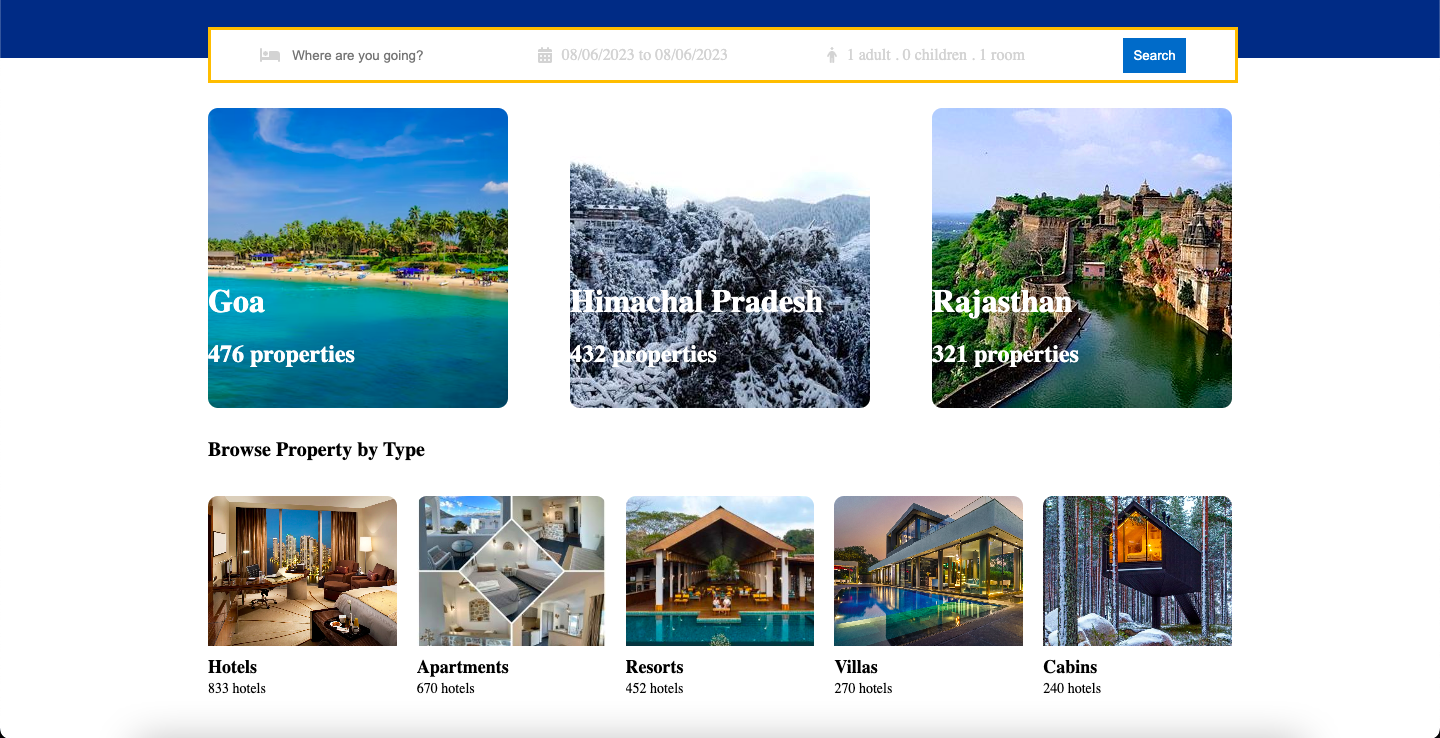 Where are you going?
08/06/2023 to 08/06/2023
1 adult . 0 children . 1 room
Search
Goa
476 properties
Himachal Pradesh
432 properties
Rajasthan
321 properties
Browse Property by Type
Hotels
833 hotels
Apartments
670 hotels
Resorts
452 hotels
Villas
270 hotels
Cabins
240 hotels